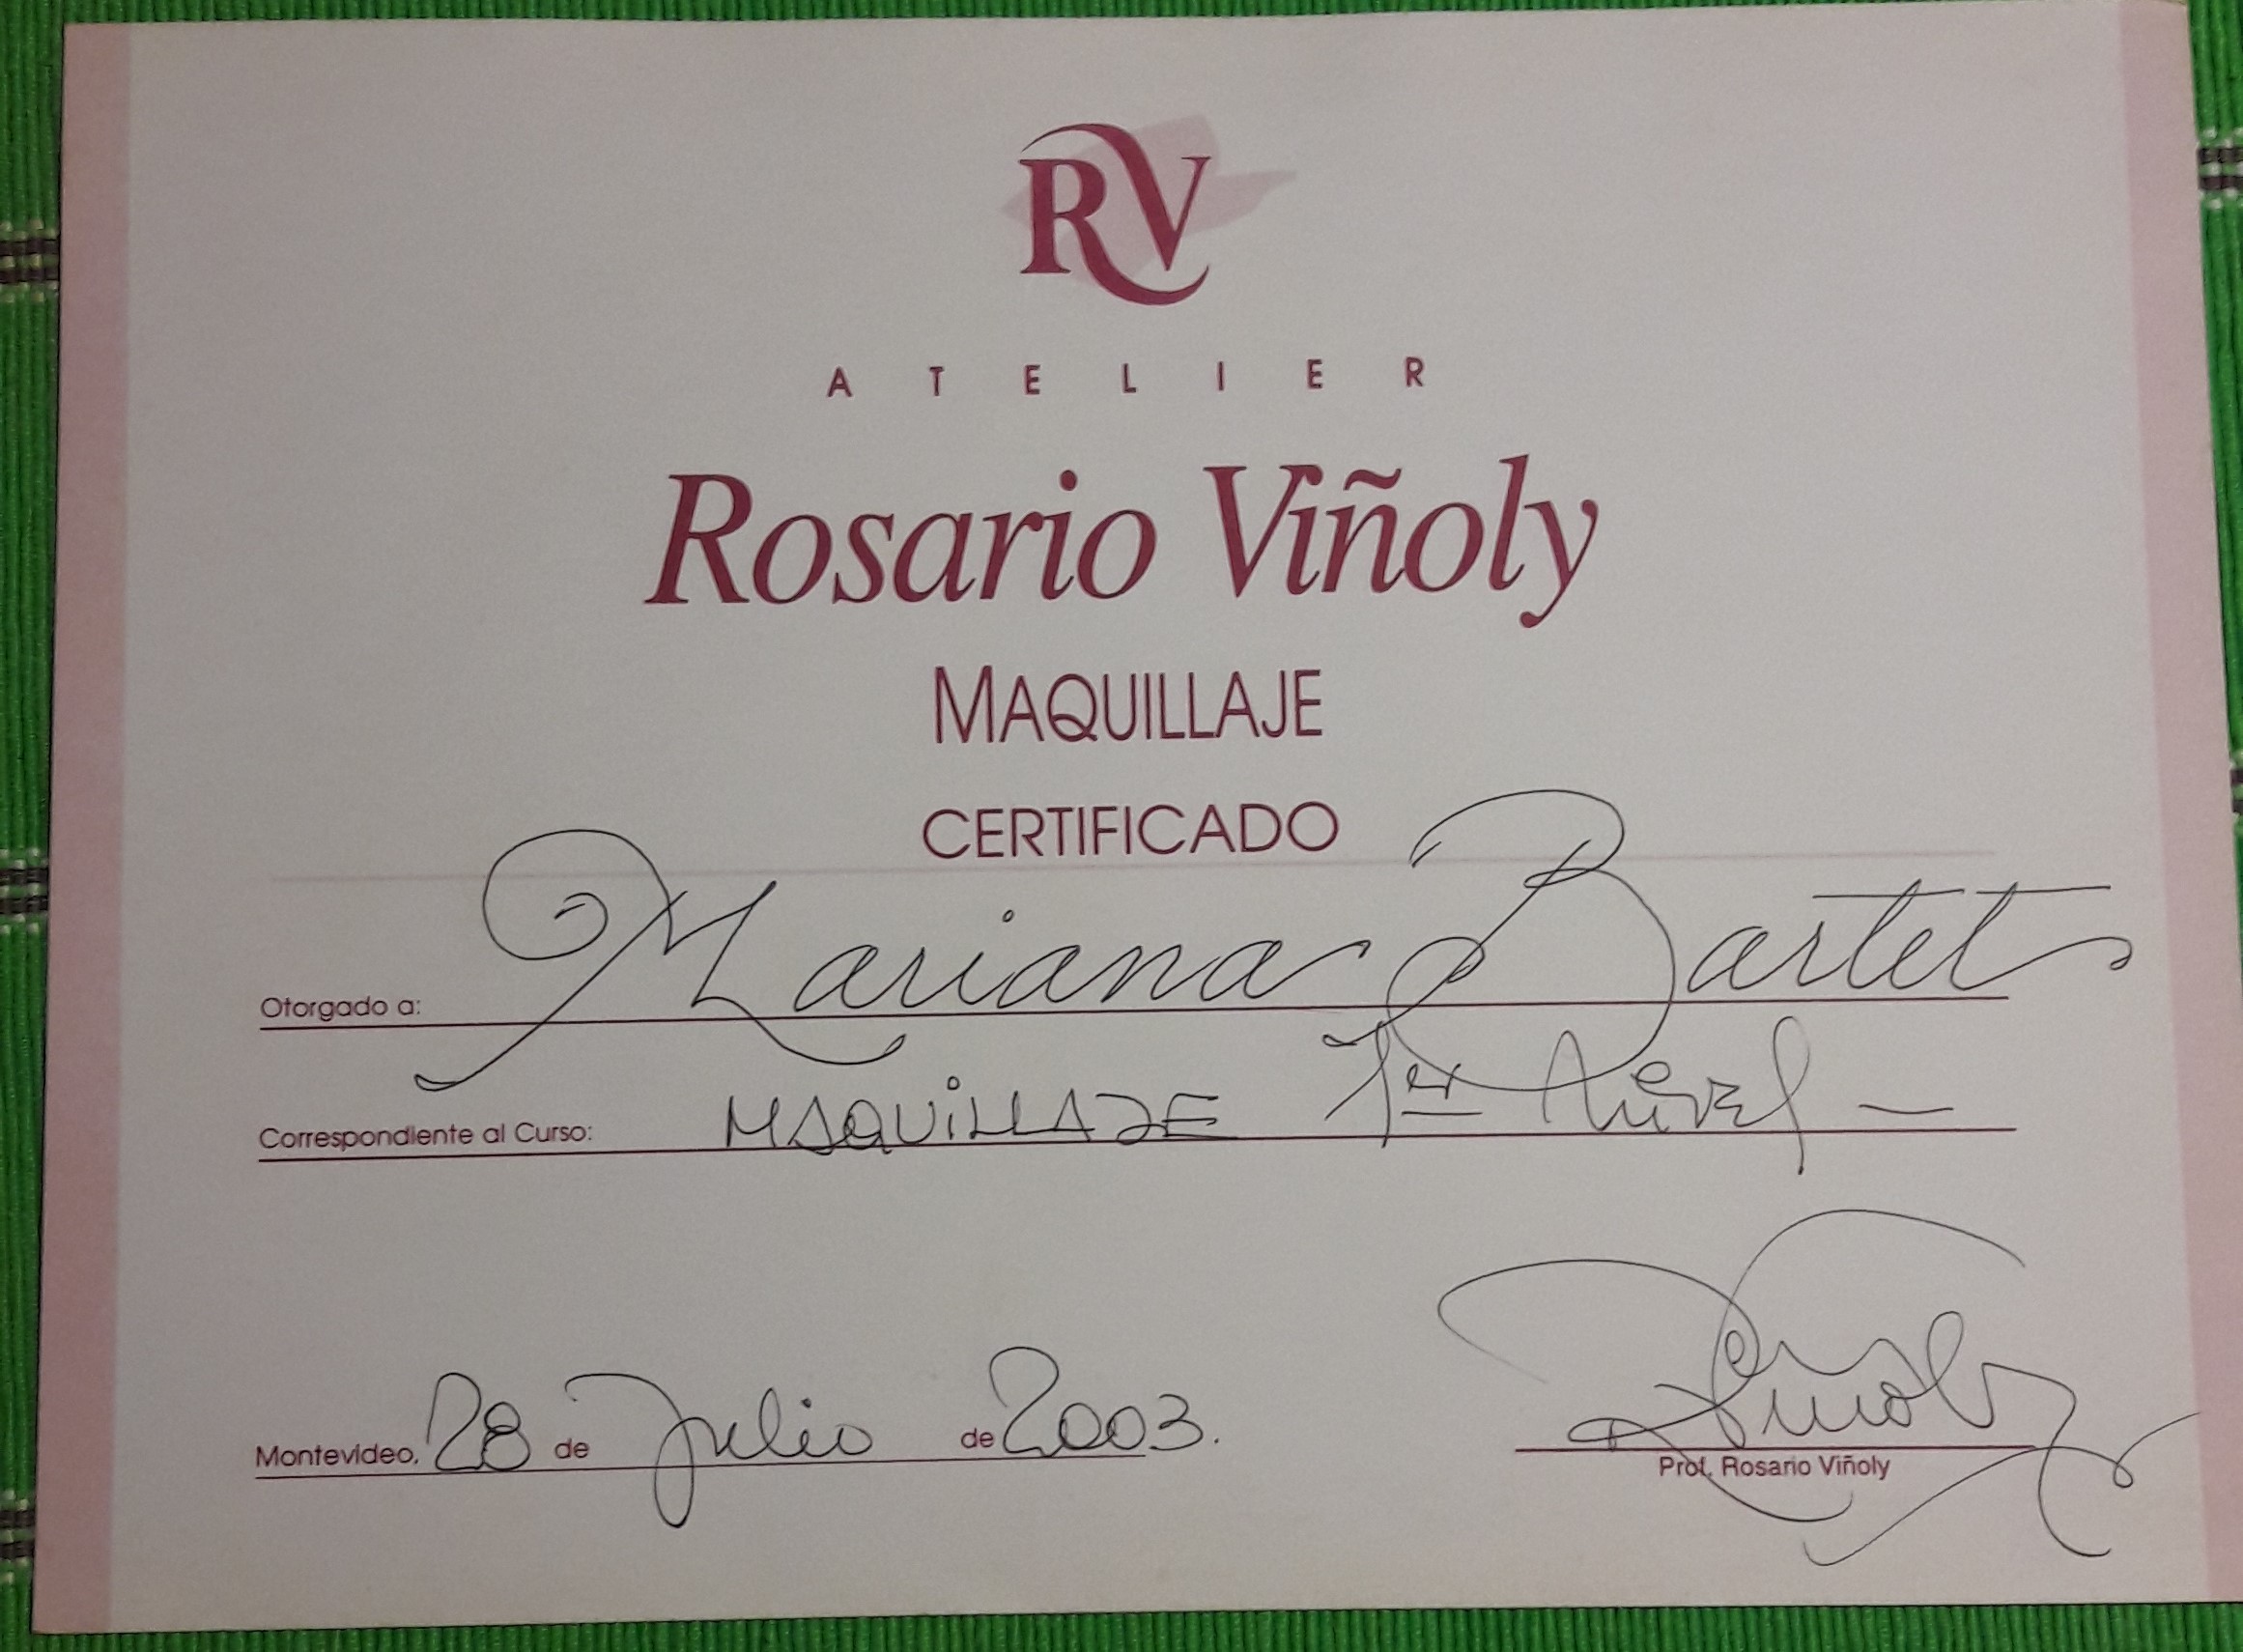 RV
ATELIER
Rosario Viñoly
MAQUILLAJE
CERTIFICADO
Otorgado a: Mariana Bartet
Correspondiente al Curso: MAQUILLAJE 1er Nivel —
Montevideo, 28 de Julio de 2003.
Prof. Rosario Viñoly